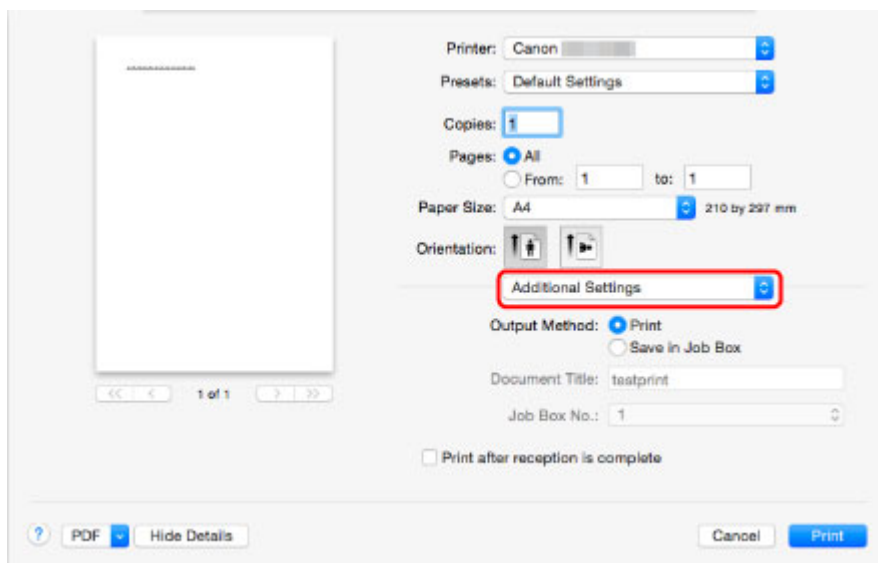 Printer: Canon
Presets: Default Settings
Copies: 1
Pages: All
From: 1 to: 1
Paper Size: A4 210 by 297 mm
Orientation:
Additional Settings
Output Method: Print
Save in Job Box
Document Title: testprint
1 of 1
Job Box No.: 1
Print after reception is complete
? PDF Hide Details Cancel Print